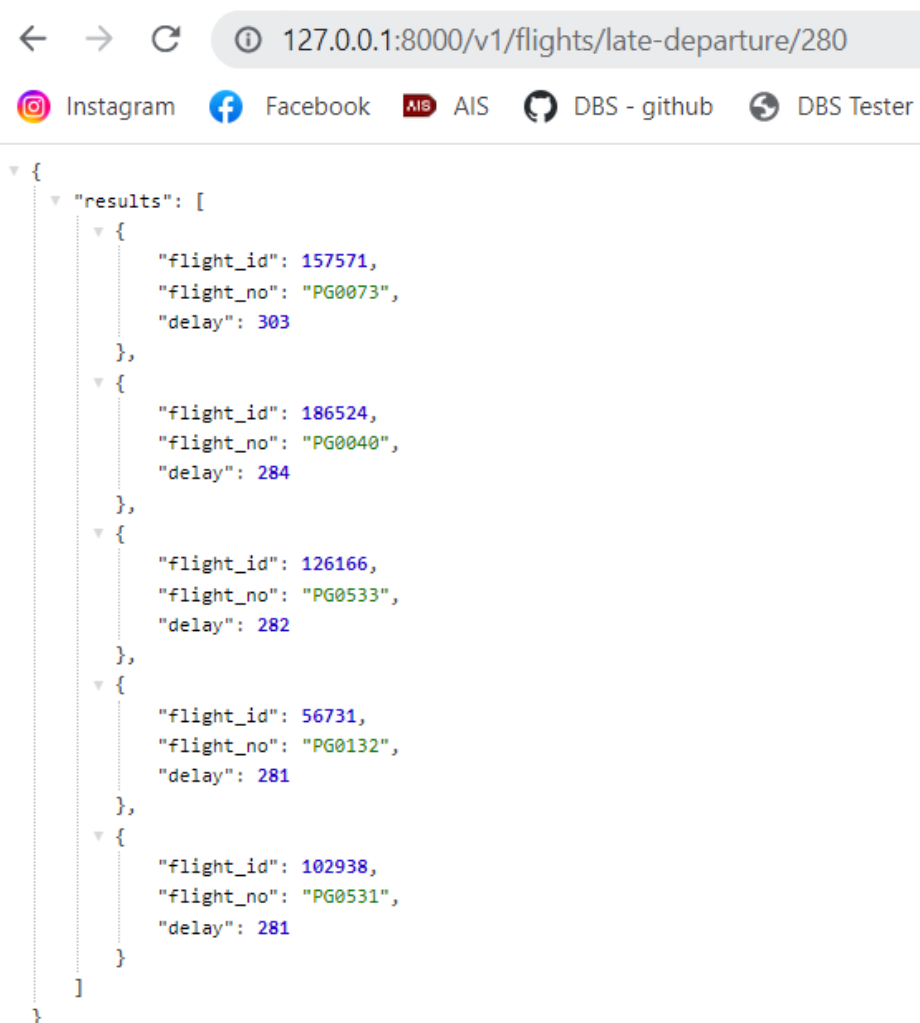 127.0.0.1:8000/v1/flights/late-departure/280
Instagram Facebook AIS AIS DBS - github DBS Tester
{
"results": [
{
"flight_id": 157571,
"flight_no": "PG0073",
"delay": 303
},
{
"flight_id": 186524,
"flight_no": "PG0040",
"delay": 284
},
{
"flight_id": 126166,
"flight_no": "PG0533",
"delay": 282
},
{
"flight_id": 56731,
"flight_no": "PG0132",
"delay": 281
},
{
"flight_id": 102938,
"flight_no": "PG0531",
"delay": 281
}
]
}